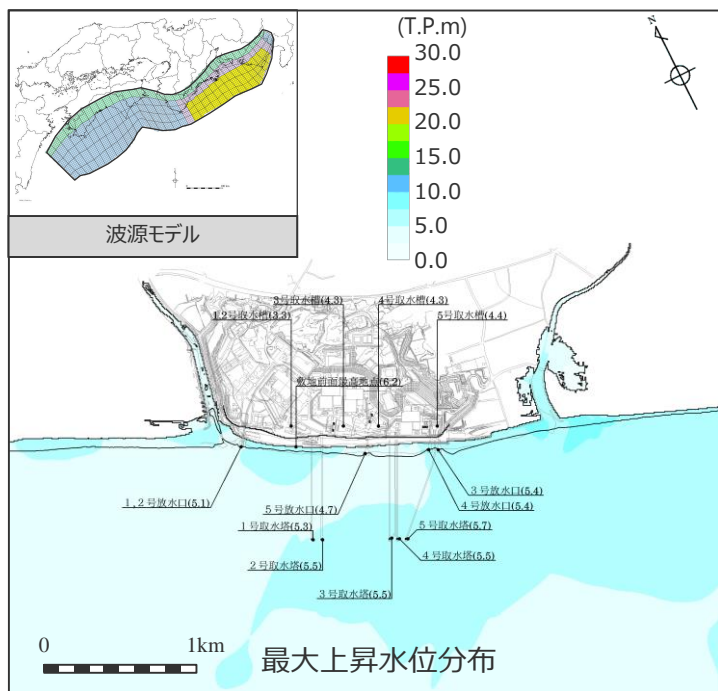 (T.P.m)
30.0
25.0
20.0
15.0
10.0
5.0
0.0
N
波源モデル
3号取水槽(4.3)
4号取水槽(4.3)
1,2号取水槽(3.3)
5号取水槽(4.4)
敷地前面最高地点(6.2)
1,2号放水口(5.1)
5号放水口(4.7)
3号放水口(5.4)
4号放水口(5.4)
1号取水塔(5.3)
2号取水塔(5.5)
3号取水塔(5.5)
4号取水塔(5.5)
5号取水塔(5.7)
0 1km
最大上昇水位分布